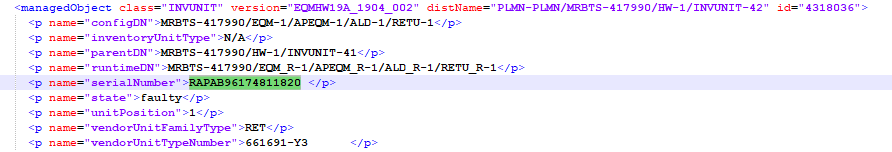 <managedObject class="INVUNIT" version="EQMHW19A_1904_002" distName="PLMN-PLMN/MRBTS-417990/HW-1/INVUNIT-42" id="4318036">
<p name="configDN">MRBTS-417990/EQM-1/APEQM-1/ALD-1/RETU-1</p>
<p name="inventoryUnitType">N/A</p>
<p name="parentDN">MRBTS-417990/HW-1/INVUNIT-41</p>
<p name="runtimeDN">MRBTS-417990/EQM_R-1/APEQM_R-1/ALD_R-1/RETU_R-1</p>
<p name="serialNumber">RAPAB96174811820 </p>
<p name="state">faulty</p>
<p name="unitPosition">1</p>
<p name="vendorUnitFamilyType">RET</p>
<p name="vendorUnitTypeNumber">661691-Y3      </p>